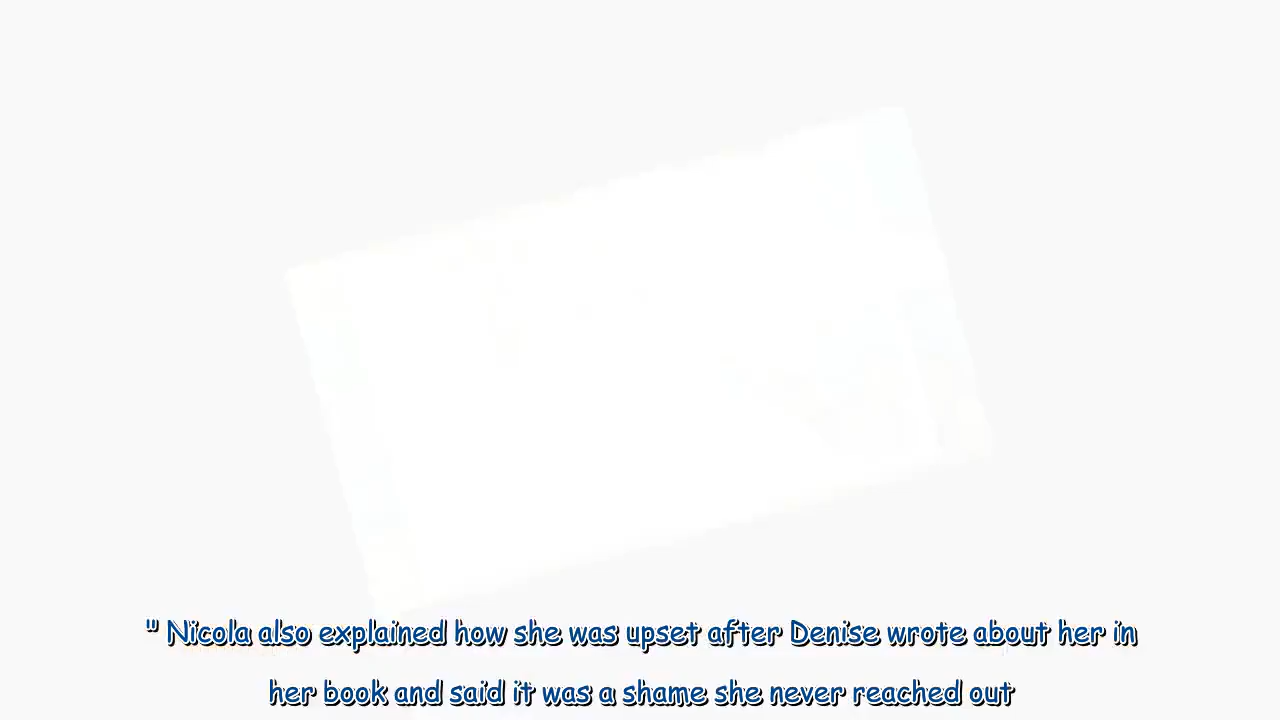 " Nicola also explained how she was upset after Denise wrote about her in
her book and said it was a shame she never reached out